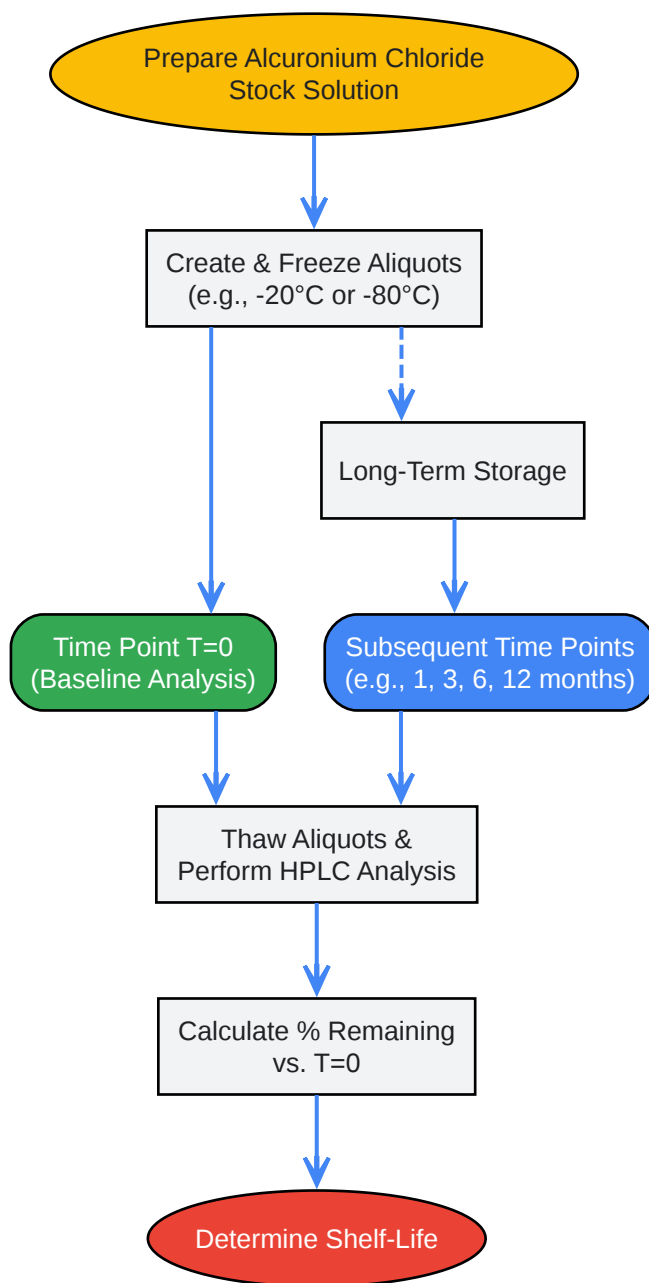 Prepare Alcuronium Chloride
Stock Solution
Create & Freeze Aliquots
(e.g., -20°C or -80°C)
Long-Term Storage
Time Point T=0
(Baseline Analysis)
Subsequent Time Points
(e.g., 1, 3, 6, 12 months)
Thaw Aliquots &
Perform HPLC Analysis
Calculate % Remaining
vs. T=0
Determine Shelf-Life